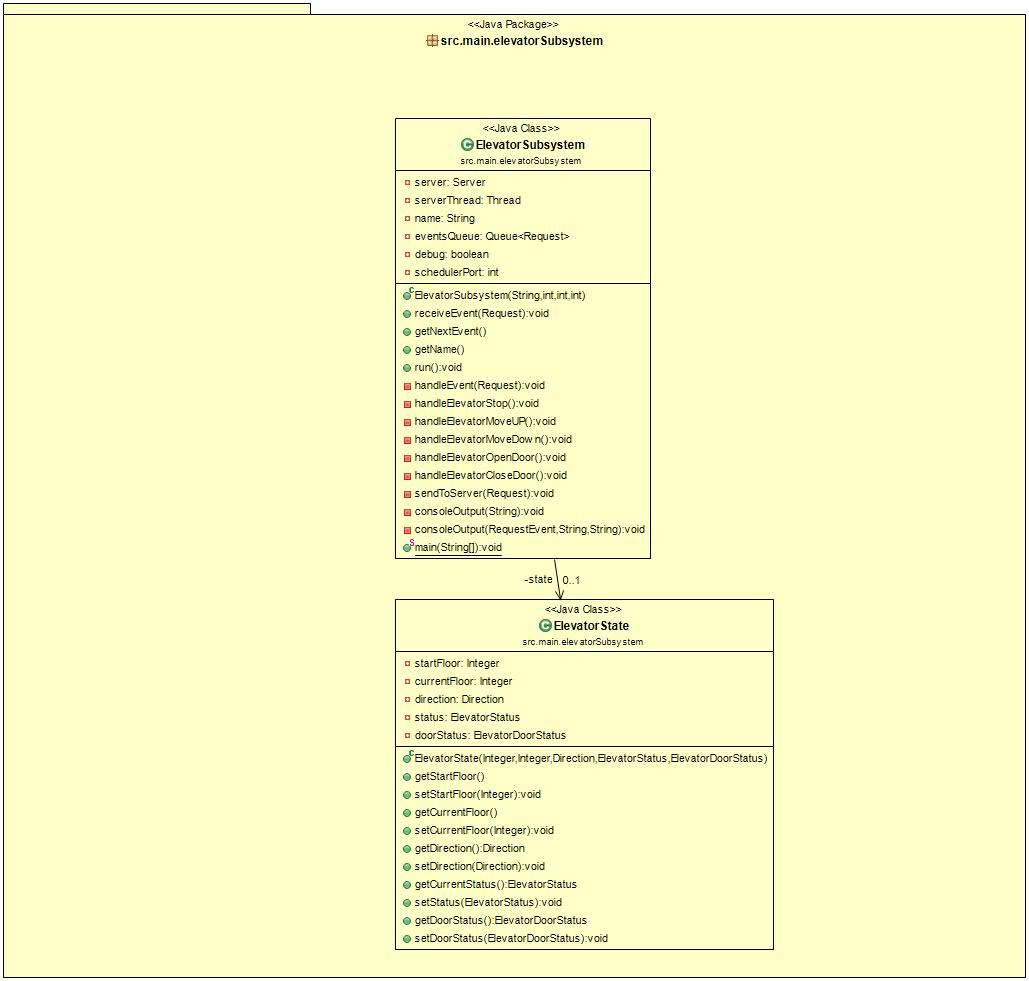 <<Java Package>>
src.main.elevatorSubsystem
<<Java Class>>
ElevatorSubsystem
src.main.elevatorSubsystem
server: Server
serverThread: Thread
name: String
eventsQueue: Queue<Request>
debug: boolean
schedulerPort: int
ElevatorSubsystem(String,int,int,int)
receiveEvent(Request):void
getNextEvent()
getName()
run():void
handleEvent(Request):void
handleElevatorStop():void
handleElevatorMoveUP():void
handleElevatorMoveDown():void
handleElevatorOpenDoor():void
handleElevatorCloseDoor():void
sendToServer(Request):void
consoleOutput(String):void
consoleOutput(RequestEvent,String,String):void
main(String[]):void
-state 0..1
<<Java Class>>
ElevatorState
src.main.elevatorSubsystem
startFloor: Integer
currentFloor: Integer
direction: Direction
status: ElevatorStatus
doorStatus: ElevatorDoorStatus
ElevatorState(Integer,Integer,Direction,ElevatorStatus,ElevatorDoorStatus)
getStartFloor()
setStartFloor(Integer):void
getCurrentFloor()
setCurrentFloor(Integer):void
getDirection():Direction
setDirection(Direction):void
getCurrentStatus():ElevatorStatus
setStatus(ElevatorStatus):void
getDoorStatus():ElevatorDoorStatus
setDoorStatus(ElevatorDoorStatus):void